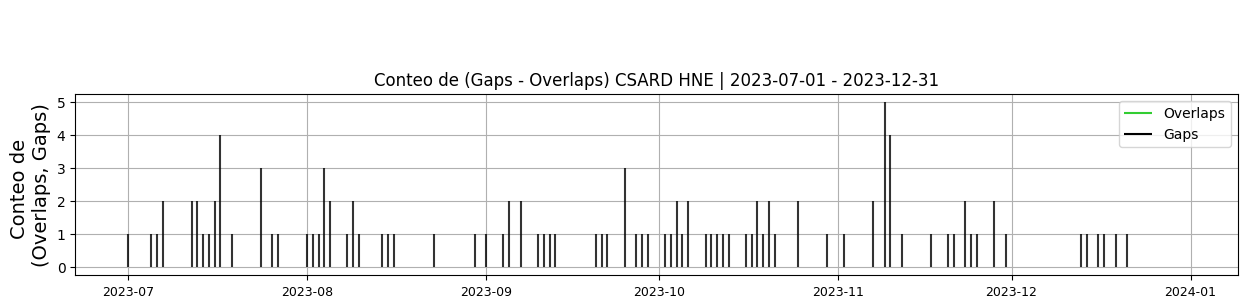 Conteo de (Gaps - Overlaps) CSARD HNE | 2023-07-01 - 2023-12-31
Conteo de
(Overlaps, Gaps)
5
4
3
2
1
0
Overlaps
Gaps
2023-07
2023-08
2023-09
2023-10
2023-11
2023-12
2024-01